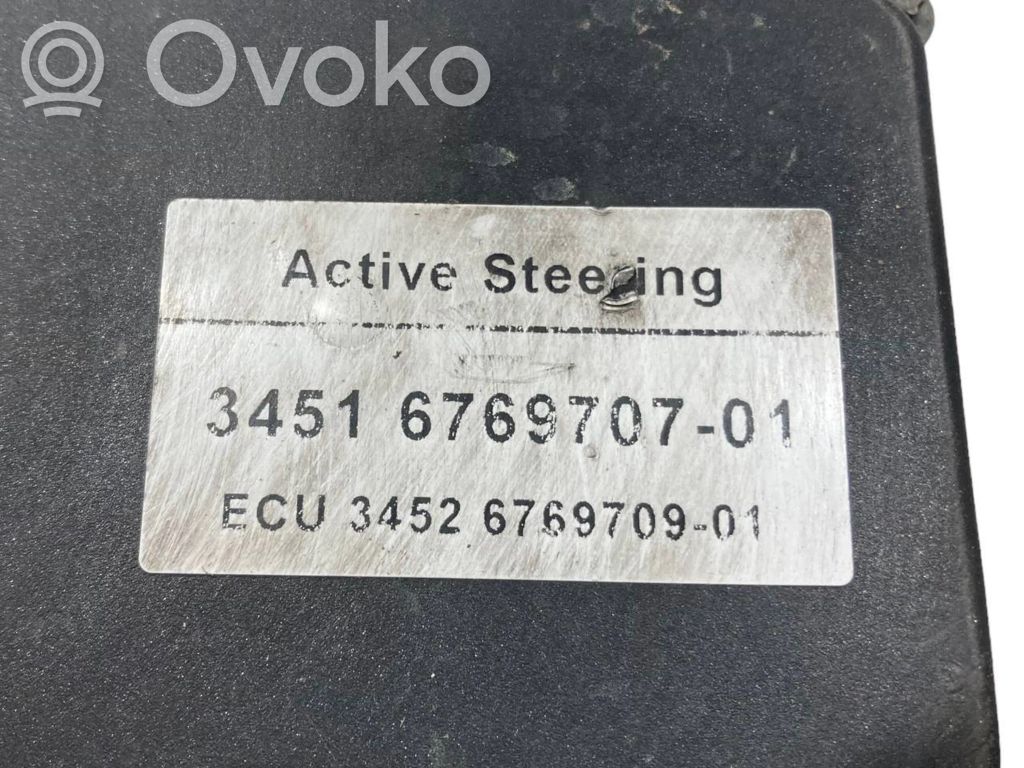 Ovoko
Active Steering
3451 6769707-01
ECU 3452 6769709-01